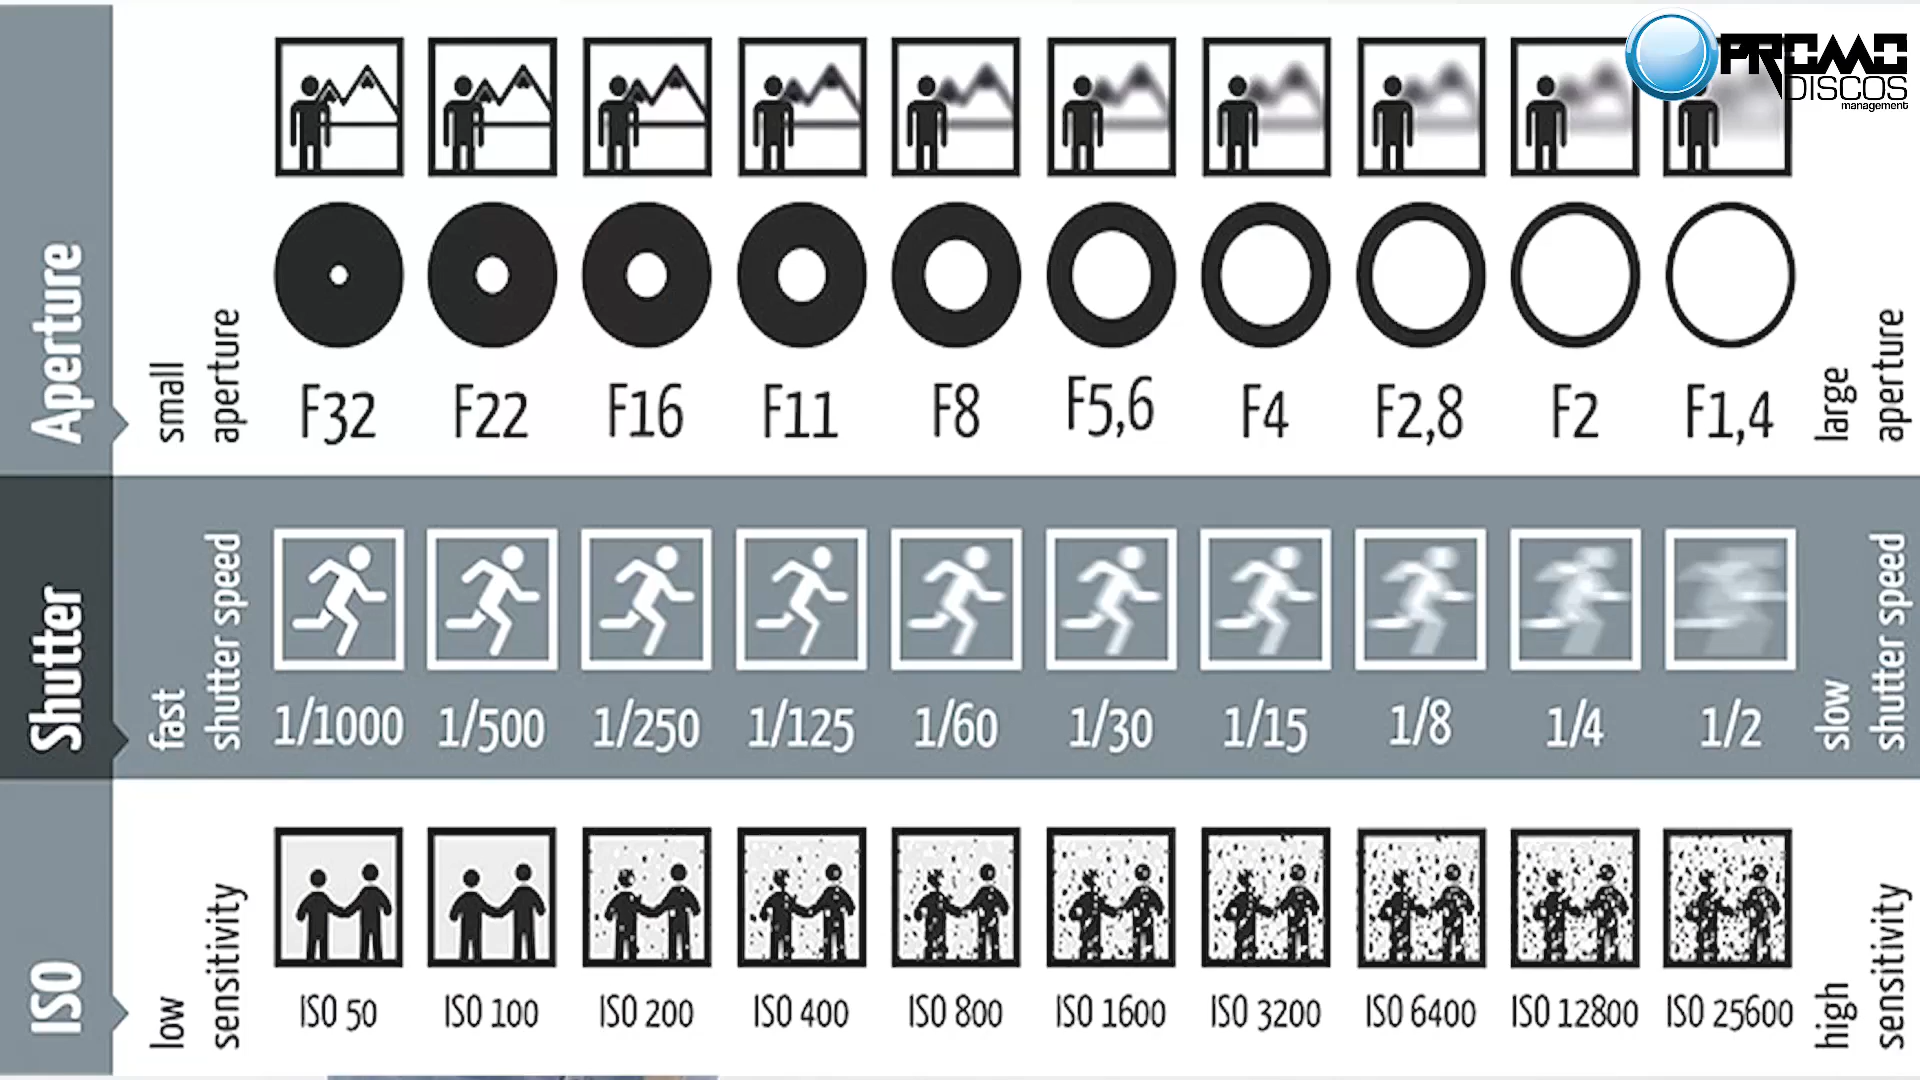 PROMO
DISCOS
management
Aperture
small
aperture
F32 F22 F16 F11 F8 F5,6 F4 F2,8 F2 F1,4
large
aperture
Shutter
fast
shutter speed
1/1000 1/500 1/250 1/125 1/60 1/30 1/15 1/8 1/4 1/2
slow
shutter speed
ISO
low
sensitivity
ISO 50 ISO 100 ISO 200 ISO 400 ISO 800 ISO 1600 ISO 3200 ISO 6400 ISO 12800 ISO 25600
high
sensitivity